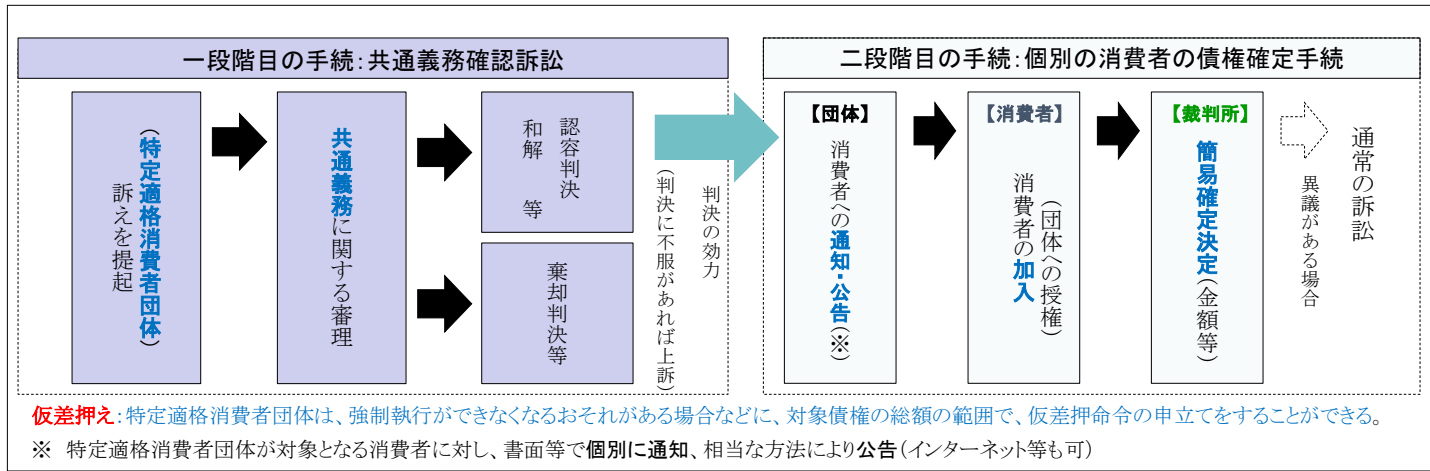 一段階目の手続:共通義務確認訴訟
(特定適格消費者団体)
訴えを提起
共通義務に関する審理
認容判決
和解 等
棄却判決等
判決の効力
(判決に不服があれば上訴)
二段階目の手続:個別の消費者の債権確定手続
【団体】
消費者への通知・公告(※)
【消費者】
(団体への授権)
消費者の加入
【裁判所】
簡易確定決定(金額等)
通常の訴訟
異議がある場合
仮差押え:特定適格消費者団体は、強制執行ができなくなるおそれがある場合などに、対象債権の総額の範囲で、仮差押命令の申立てをすることができる。
※ 特定適格消費者団体が対象となる消費者に対し、書面等で個別に通知、相当な方法により公告(インターネット等も可)